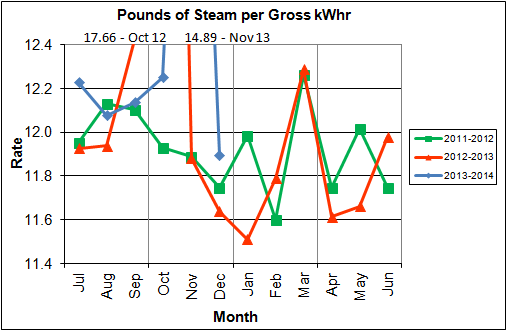 Pounds of Steam per Gross kWhr
17.66 - Oct 12 14.89 - Nov 13
12.4
12.2
12.0
11.8
11.6
11.4
Rate
Jul Aug Sep Oct Nov Dec Jan Feb Mar Apr May Jun
Month
2011-2012
2012-2013
2013-2014